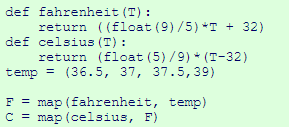 def fahrenheit(T):
    return ((float(9)/5)*T + 32)
def celsius(T):
    return (float(5)/9)*(T-32)
temp = (36.5, 37, 37.5,39)

F = map(fahrenheit, temp)
C = map(celsius, F)